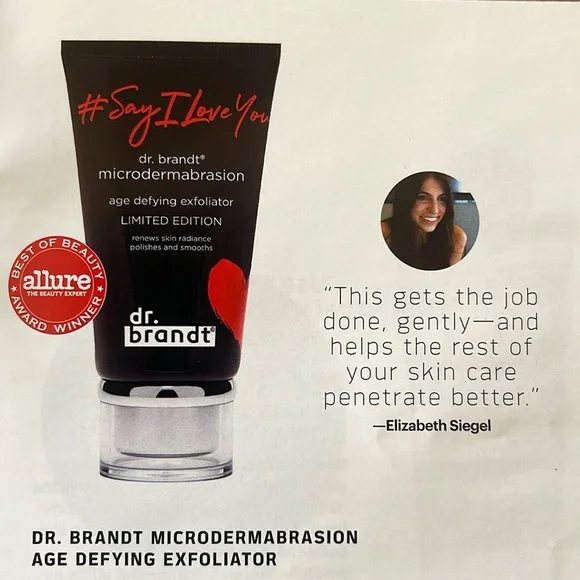 #SayILoveYou
dr. brandt®
microdermabrasion
age defying exfoliator
LIMITED EDITION
renews skin radiance
polishes and smooths
BEST OF BEAUTY
allure
THE BEAUTY EXPERT
AWARD WINNER
dr.
brandt®
"This gets the job
done, gently—and
helps the rest of
your skin care
penetrate better."
—Elizabeth Siegel
DR. BRANDT MICRODERMABRASION
AGE DEFYING EXFOLIATOR